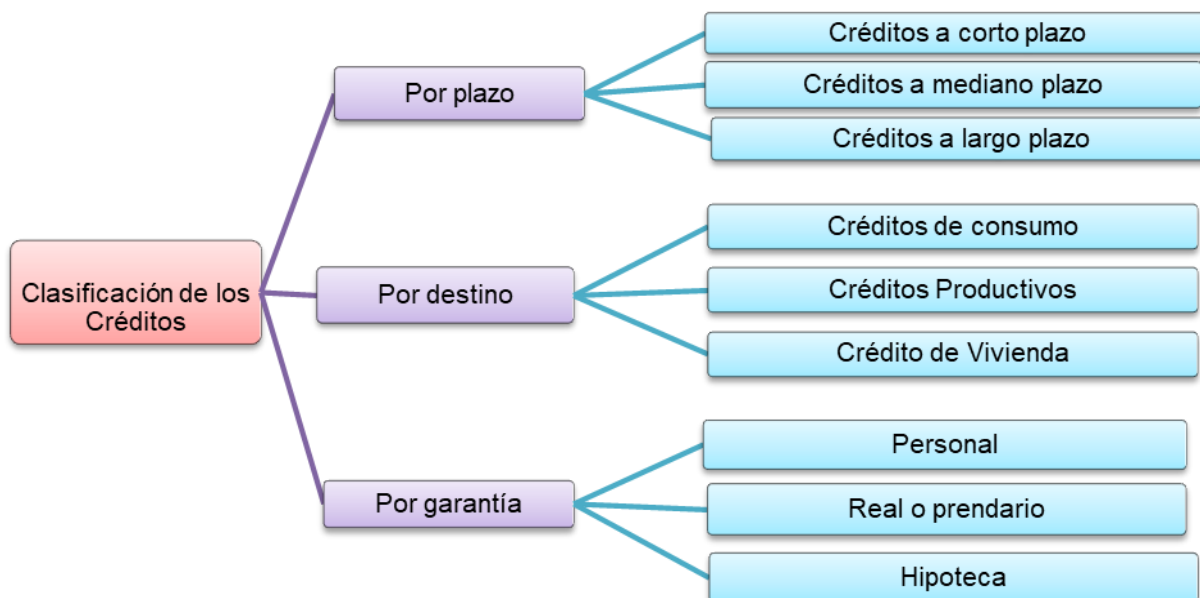 Clasificación de los
Créditos
Por plazo
Créditos a corto plazo
Créditos a mediano plazo
Créditos a largo plazo
Por destino
Créditos de consumo
Créditos Productivos
Crédito de Vivienda
Por garantía
Personal
Real o prendario
Hipoteca